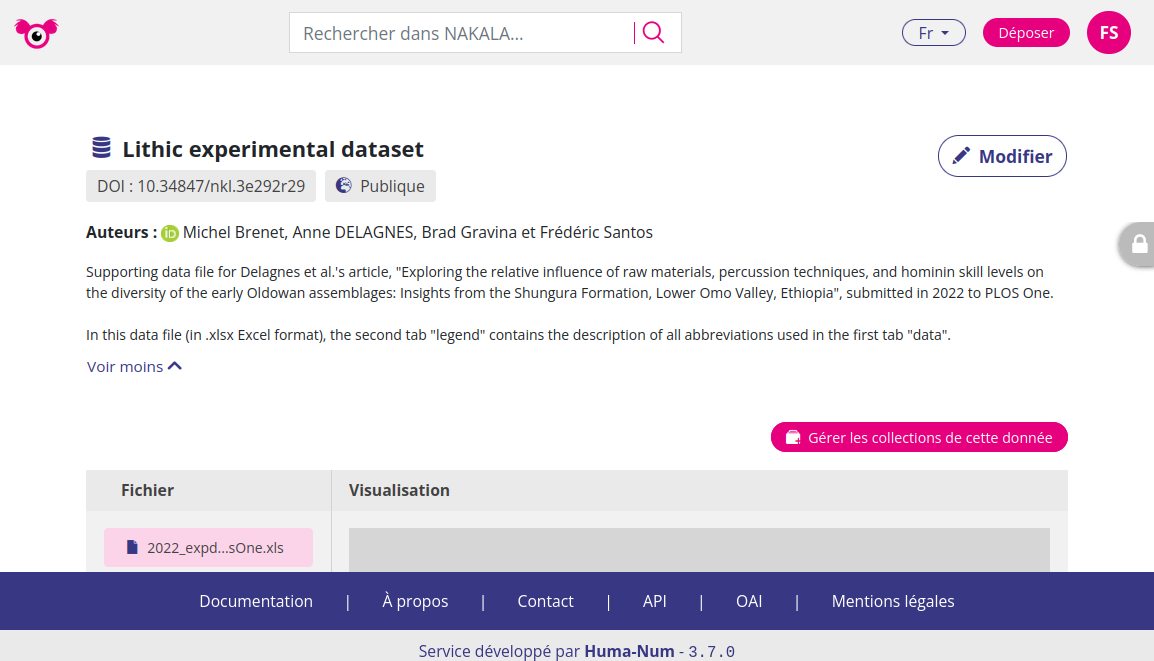 Rechercher dans NAKALA...
Fr
Déposer
FS
Lithic experimental dataset
Modifier
DOI : 10.34847/nkl.3e292r29
Publique
Auteurs : iD Michel Brenet, Anne DELAGNES, Brad Gravina et Frédéric Santos
Supporting data file for Delagnes et al.'s article, "Exploring the relative influence of raw materials, percussion techniques, and hominin skill levels on
the diversity of the early Oldowan assemblages: Insights from the Shungura Formation, Lower Omo Valley, Ethiopia", submitted in 2022 to PLOS One.
In this data file (in .xlsx Excel format), the second tab "legend" contains the description of all abbreviations used in the first tab "data".
Voir moins
Gérer les collections de cette donnée
Fichier
Visualisation
2022_expd...sOne.xls
Documentation | À propos | Contact | API | OAI | Mentions légales
Service développé par Huma-Num - 3.7.0